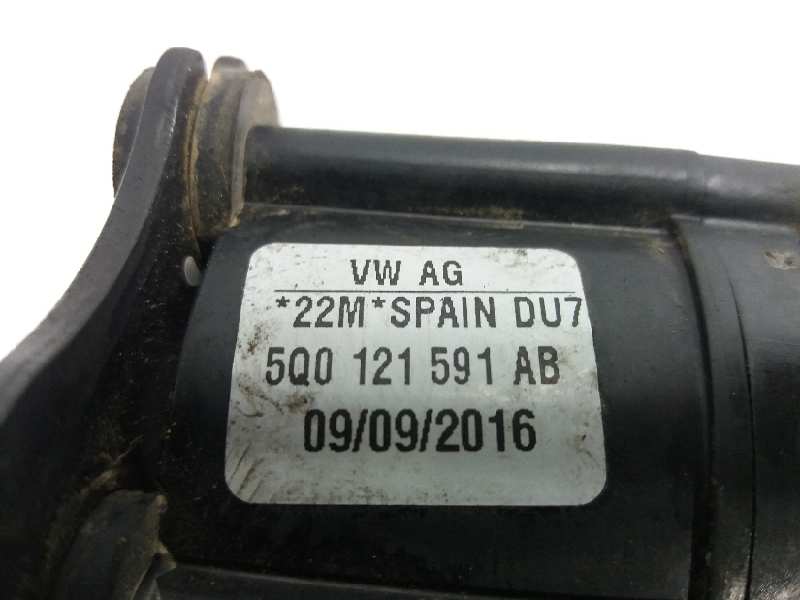 VW AG
*22M*SPAIN DU7
5Q0 121 591 AB
09/09/2016